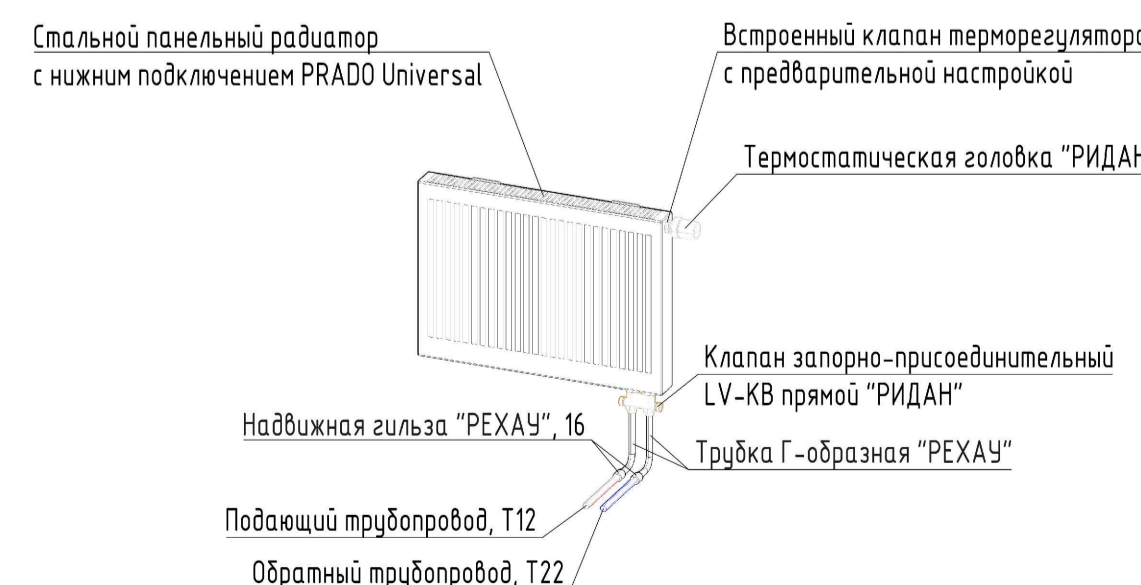 Стальной панельный радиатор
с нижним подключением PRADO Universal
Встроенный клапан терморегулятора
с предварительной настройкой
Термостатическая головка "РИДАН
Клапан запорно-присоединительный
LV-KB прямой "РИДАН"
Надвижная гильза "РЕХАУ", 16
Трубка Г-образная "РЕХАУ"
Подающий трубопровод, Т12
Обратный трубопровод, Т22